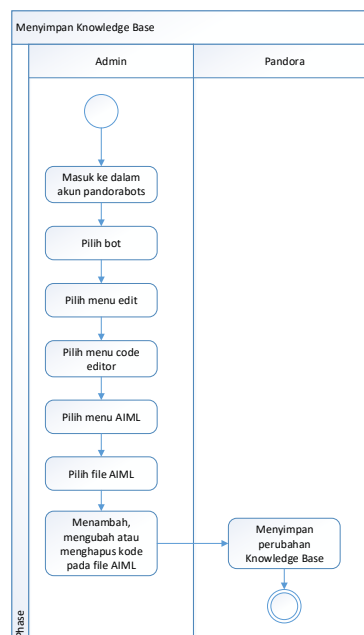 Menyimpan Knowledge Base
Admin
Pandora
Masuk ke dalam
akun pandorabots
Pilih bot
Pilih menu edit
Pilih menu code
editor
Pilih menu AIML
Pilih file AIML
Menambah,
mengubah atau
menghapus kode
pada file AIML
Menyimpan
perubahan
Knowledge Base
Phase